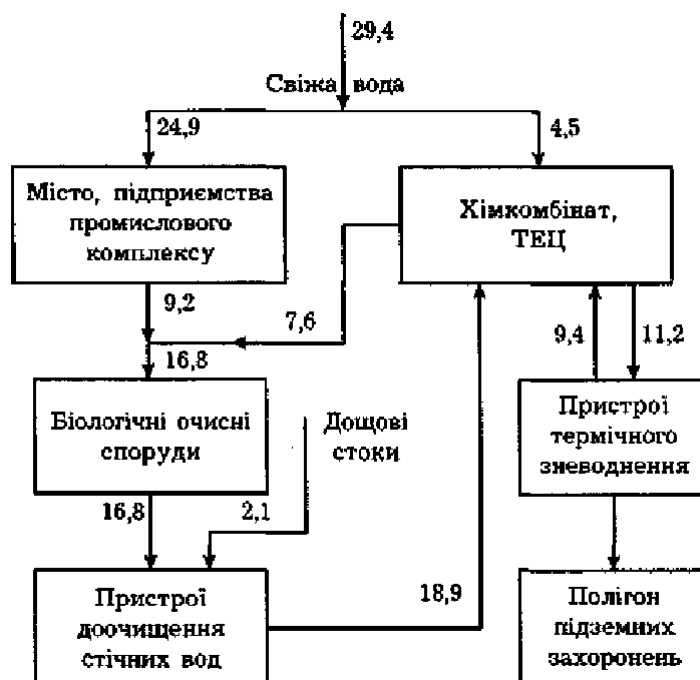 29,4
Свіжа вода
24,9
4,5
Місто, підприємства
промислового
комплексу
Хімкомбінат,
ТЕЦ
9,2
7,6
9,4
11,2
16,8
Біологічні очисні
споруди
Дощові
стоки
Пристрої
термічного
зневоднення
16,8
2,1
Пристрої
доочищення
стічних вод
18,9
Полігон
підземних
захоронень